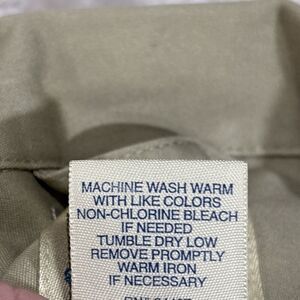 MACHINE WASH WARM
WITH LIKE COLORS
NON-CHLORINE BLEACH
IF NEEDED
TUMBLE DRY LOW
REMOVE PROMPTLY
WARM IRON
IF NECESSARY